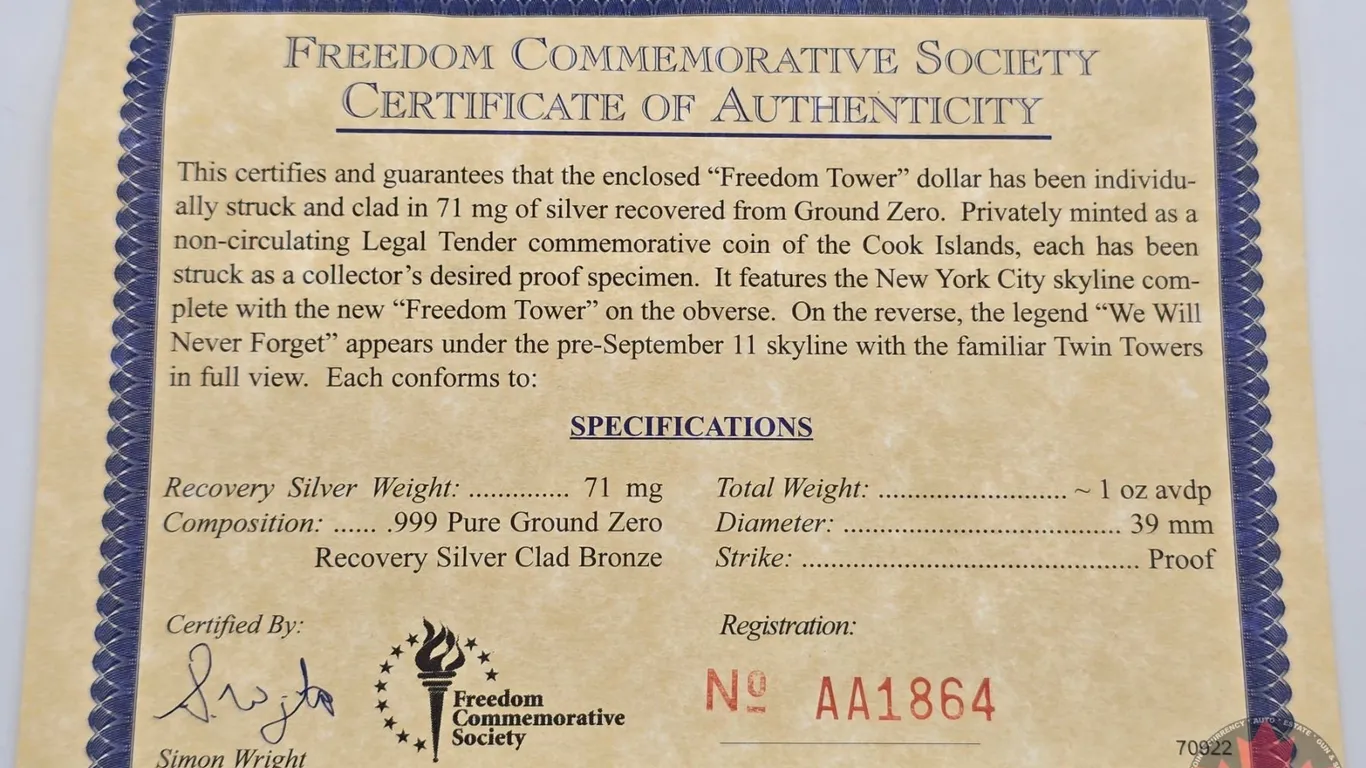 FREEDOM COMMEMORATIVE SOCIETY
CERTIFICATE OF AUTHENTICITY
This certifies and guarantees that the enclosed “Freedom Tower” dollar has been individu-
ally struck and clad in 71 mg of silver recovered from Ground Zero.  Privately minted as a
non-circulating Legal Tender commemorative coin of the Cook Islands, each has been
struck as a collector’s desired proof specimen.  It features the New York City skyline com-
plete with the new “Freedom Tower” on the obverse.  On the reverse, the legend “We Will
Never Forget” appears under the pre-September 11 skyline with the familiar Twin Towers
in full view.  Each conforms to:
SPECIFICATIONS
Recovery Silver Weight: .............. 71 mg
Composition: ...... .999 Pure Ground Zero
Recovery Silver Clad Bronze
Total Weight: .......................... ~ 1 oz avdp
Diameter: ....................................... 39 mm
Strike: ............................................... Proof
Certified By:
S. Wright
Simon Wright
Freedom
Commemorative
Society
Registration:
Nº AA1864
70922
AUTO * ESTATE * GUN &